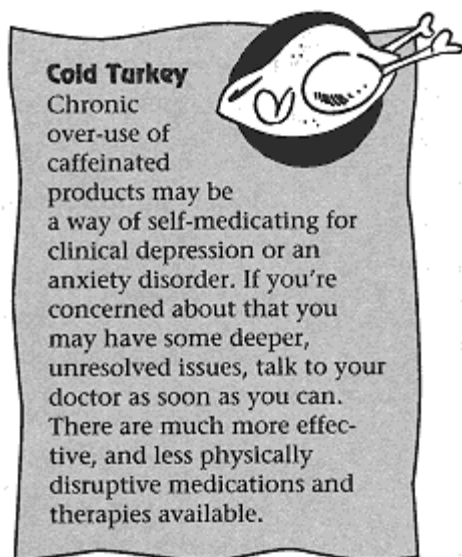 Cold Turkey
Chronic
over-use of
caffeinated
products may be
a way of self-medicating for
clinical depression or an
anxiety disorder. If you're
concerned about that you
may have some deeper,
unresolved issues, talk to your
doctor as soon as you can.
There are much more effec-
tive, and less physically
disruptive medications and
therapies available.